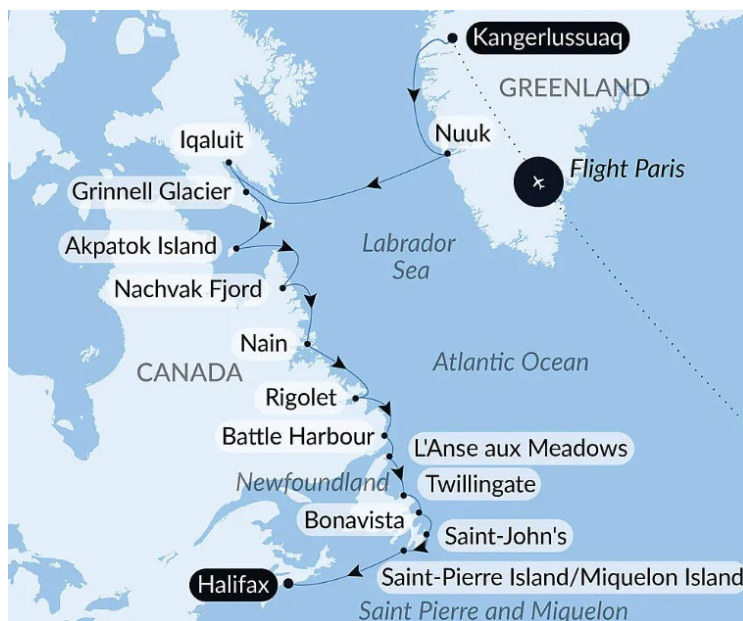 Kangerlussuaq
GREENLAND
Nuuk
Iqaluit
Flight Paris
Grinnell Glacier
Akpatok Island
Labrador
Sea
Nachvak Fjord
Nain
Atlantic Ocean
CANADA
Rigolet
Battle Harbour
L'Anse aux Meadows
Newfoundland
Twillingate
Bonavista
Saint-John's
Halifax
Saint-Pierre Island/Miquelon Island
Saint Pierre and Miquelon